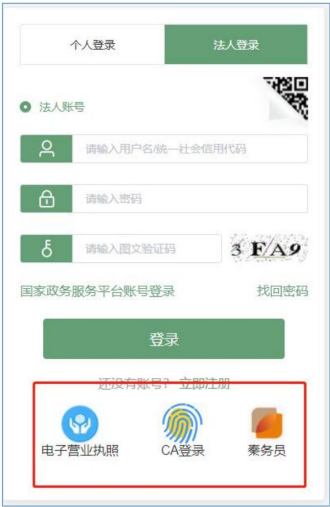 个人登录 法人登录
法人账号
请输入用户名/统一社会信用代码
请输入密码
请输入图文验证码 3FA9
国家政务服务平台账号登录 找回密码
登录
还没有账号？ 立即注册
电子营业执照 CA登录 秦务员